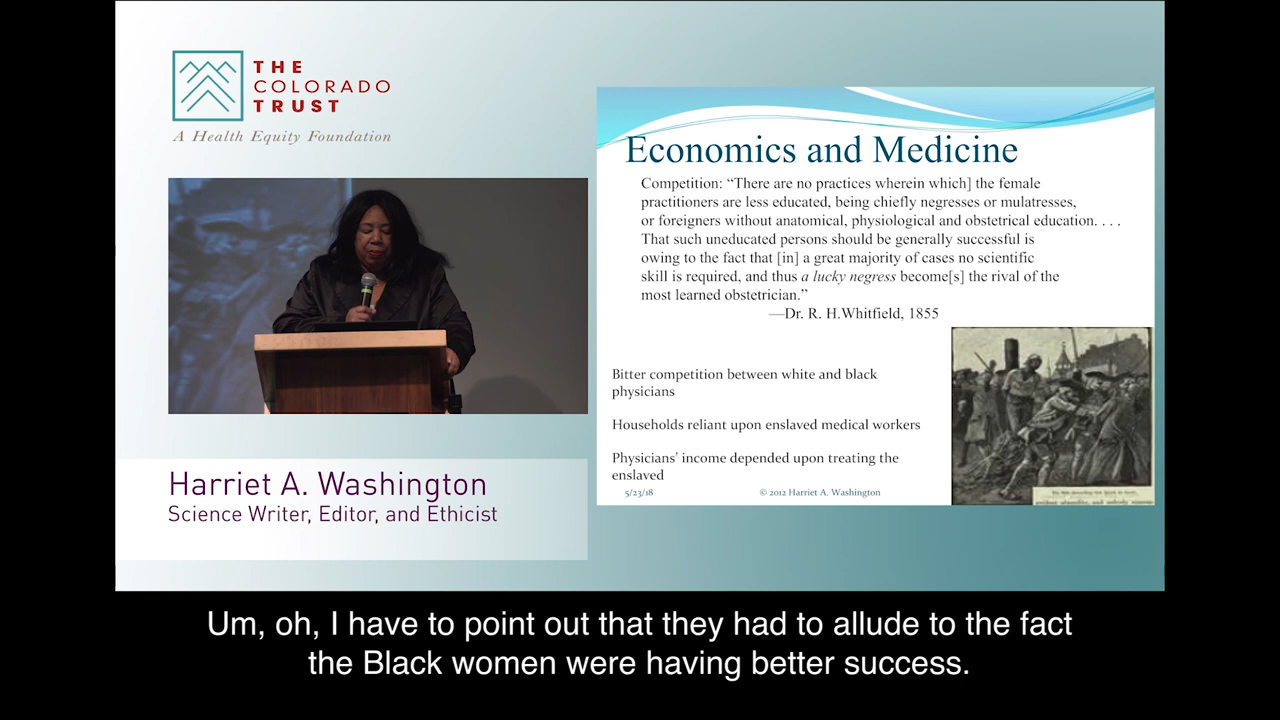 THE
COLORADO
TRUST
A Health Equity Foundation
Harriet A. Washington
Science Writer, Editor, and Ethicist
Economics and Medicine
Competition: “There are no practices wherein which] the female
practitioners are less educated, being chiefly negresses or mulatresses,
or foreigners without anatomical, physiological and obstetrical education. . . .
That such uneducated persons should be generally successful is
owing to the fact that [in] a great majority of cases no scientific
skill is required, and thus a lucky negress become[s] the rival of the
most learned obstetrician.”
—Dr. R. H.Whitfield, 1855
Bitter competition between white and black
physicians
Households reliant upon enslaved medical workers
Physicians’ income depended upon treating the
enslaved
5/23/18
© 2012 Harriet A. Washington
Um, oh, I have to point out that they had to allude to the fact
the Black women were having better success.